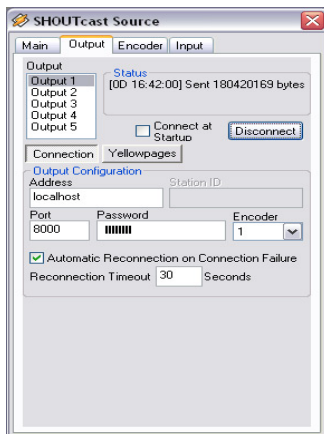 SHOUTcast Source
Main Output Encoder Input
Output
Output 1
Output 2
Output 3
Output 4
Output 5
Status
[0D 16:42:00] Sent 180420169 bytes
Connect at
Startup
Disconnect
Connection Yellowpages
Output Configuration
Address Station ID
localhost
Port Password Encoder
8000 1
Automatic Reconnection on Connection Failure
Reconnection Timeout 30 Seconds